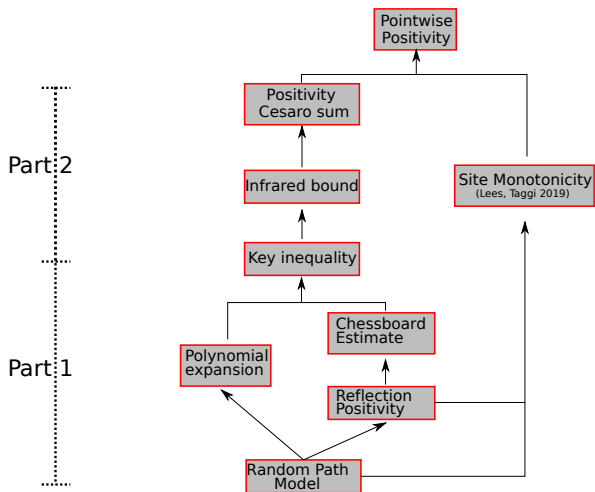 Pointwise
Positivity
Positivity
Cesaro sum
Part 2
Infrared bound
Site Monotonicity
(Lees, Taggi 2019)
Key inequality
Chessboard
Estimate
Polynomial
expansion
Part 1
Reflection
Positivity
Random Path
Model